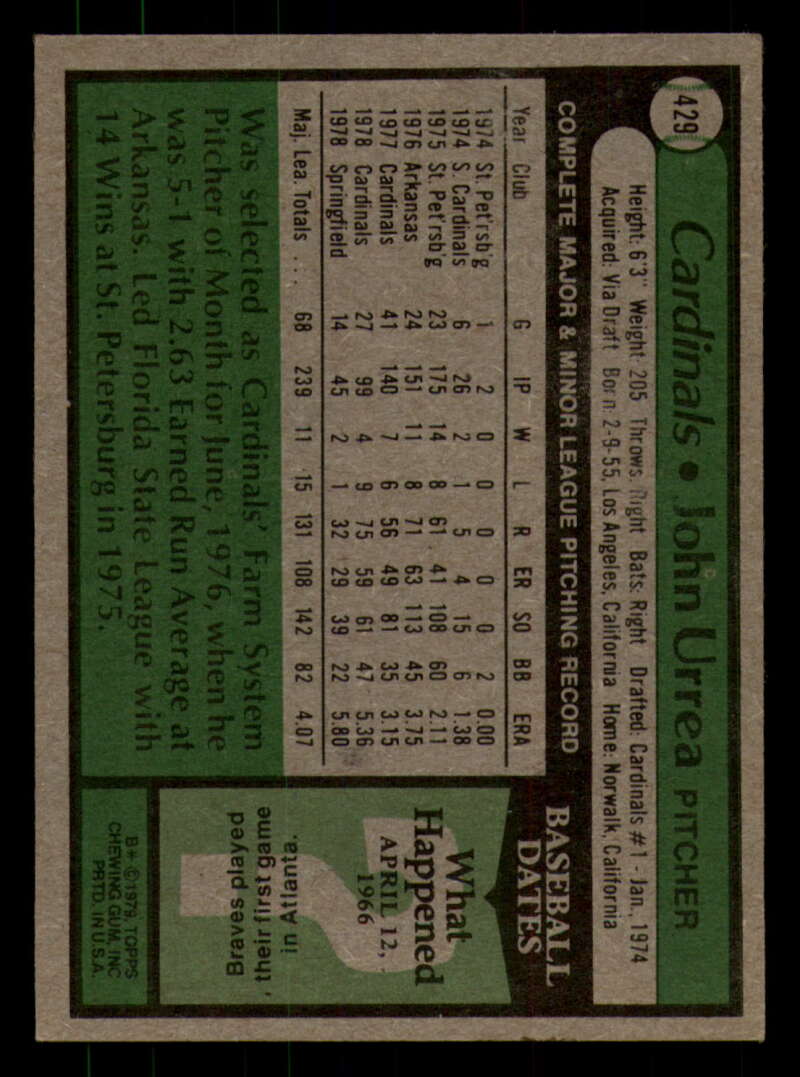 429
Cardinals • John Urrea PITCHER
Height: 6'3" Weight: 205 Throws: Right Bats: Right Drafted: Cardinals #1 - Jan., 1974
Acquired: Via Draft Born: 2-9-55, Los Angeles, California Home: Norwalk, California
COMPLETE MAJOR & MINOR LEAGUE PITCHING RECORD
Year Club G IP W L R ER SO BB ERA
1974 St. Pet'rsb'g 1 2 0 0 0 0 0 2 0.00
1974 S. Cardinals 6 26 2 1 5 4 15 6 1.38
1975 St. Pet'rsb'g 23 175 14 8 61 41 108 60 2.11
1976 Arkansas 24 151 11 8 71 63 113 45 3.75
1977 Cardinals 41 140 7 6 56 49 81 35 3.15
1978 Cardinals 27 99 4 9 75 59 61 47 5.36
1978 Springfield 14 45 2 1 32 29 39 22 5.80
Maj. Lea. Totals . . . 68 239 11 15 131 108 142 82 4.07
Was selected as Cardinals' Farm System
Pitcher of Month for June, 1976, when he
was 5-1 with 2.63 Earned Run Average at
Arkansas. Led Florida State League with
14 Wins at St. Petersburg in 1975.
BASEBALL
DATES
What
Happened
APRIL 12,
1966
?
Braves played
their first game
in Atlanta.
B* © 1979 TOPPS
CHEWING GUM, INC
PRTD. IN U.S.A.